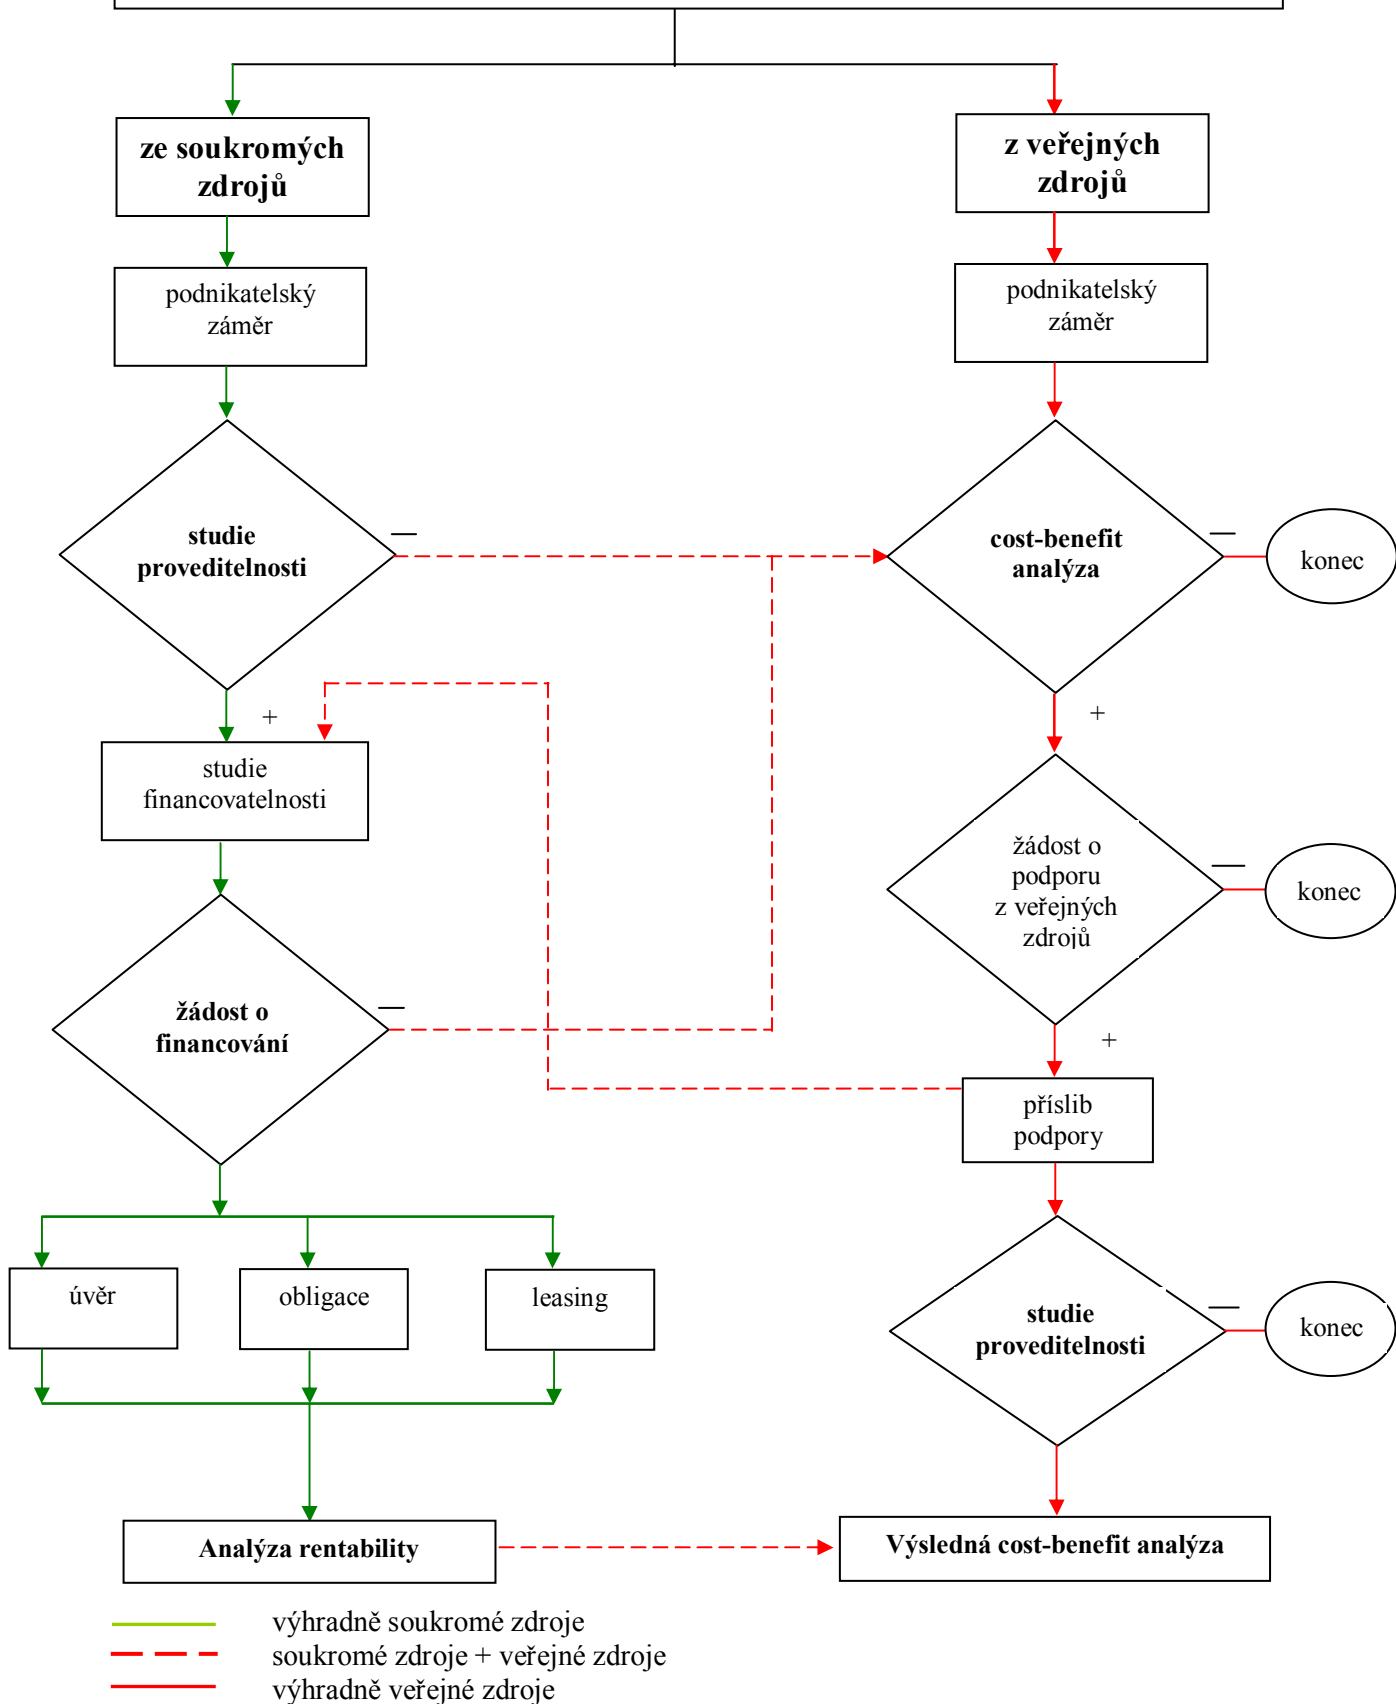 ze soukromých
zdrojů
z veřejných
zdrojů
podnikatelský
záměr
podnikatelský
záměr
studie
proveditelnosti
—
cost-benefit
analýza
—
konec
+
+
studie
financovatelnosti
žádost o
podporu
z veřejných
zdrojů
—
konec
žádost o
financování
—
+
příslib
podpory
úvěr
obligace
leasing
studie
proveditelnosti
—
konec
Analýza rentability
Výsledná cost-benefit analýza
výhradně soukromé zdroje
soukromé zdroje + veřejné zdroje
výhradně veřejné zdroje